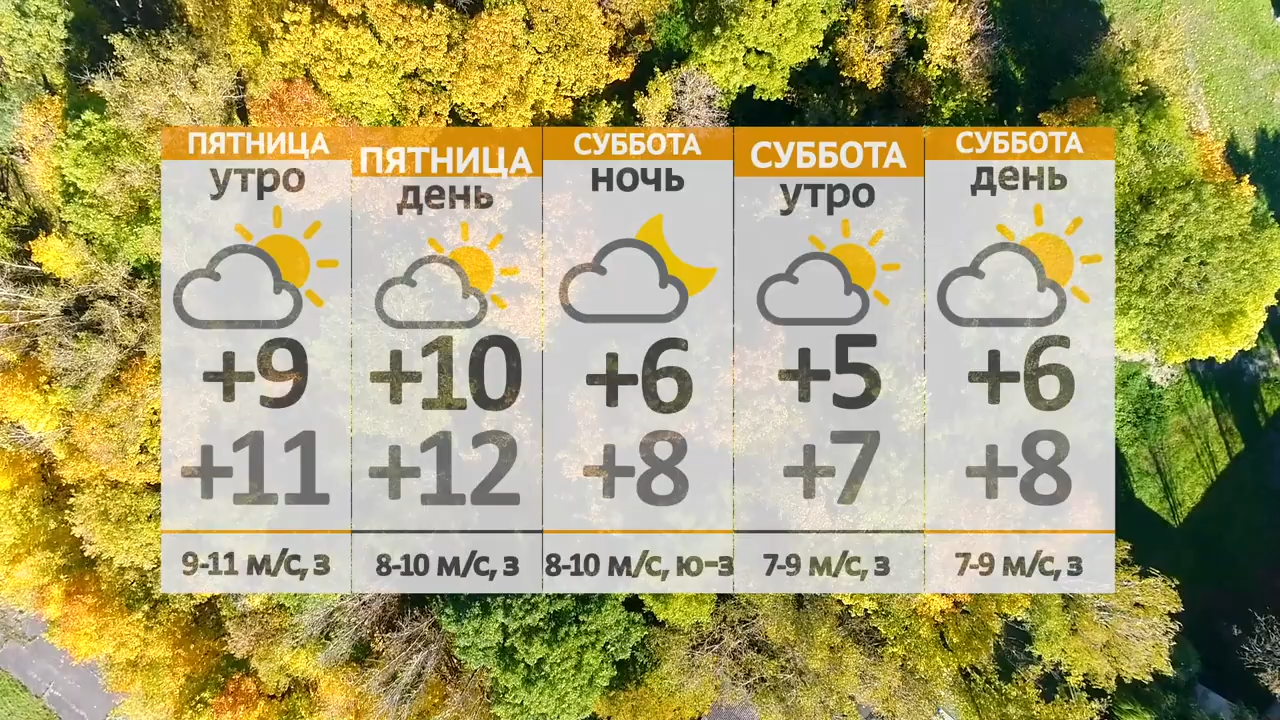 ПЯТНИЦА
утро
+9
+11
9-11 м/с, з
ПЯТНИЦА
день
+10
+12
8-10 м/с, з
СУББОТА
ночь
+6
+8
8-10 м/с, ю-з
СУББОТА
утро
+5
+7
7-9 м/с, з
СУББОТА
день
+6
+8
7-9 м/с, з